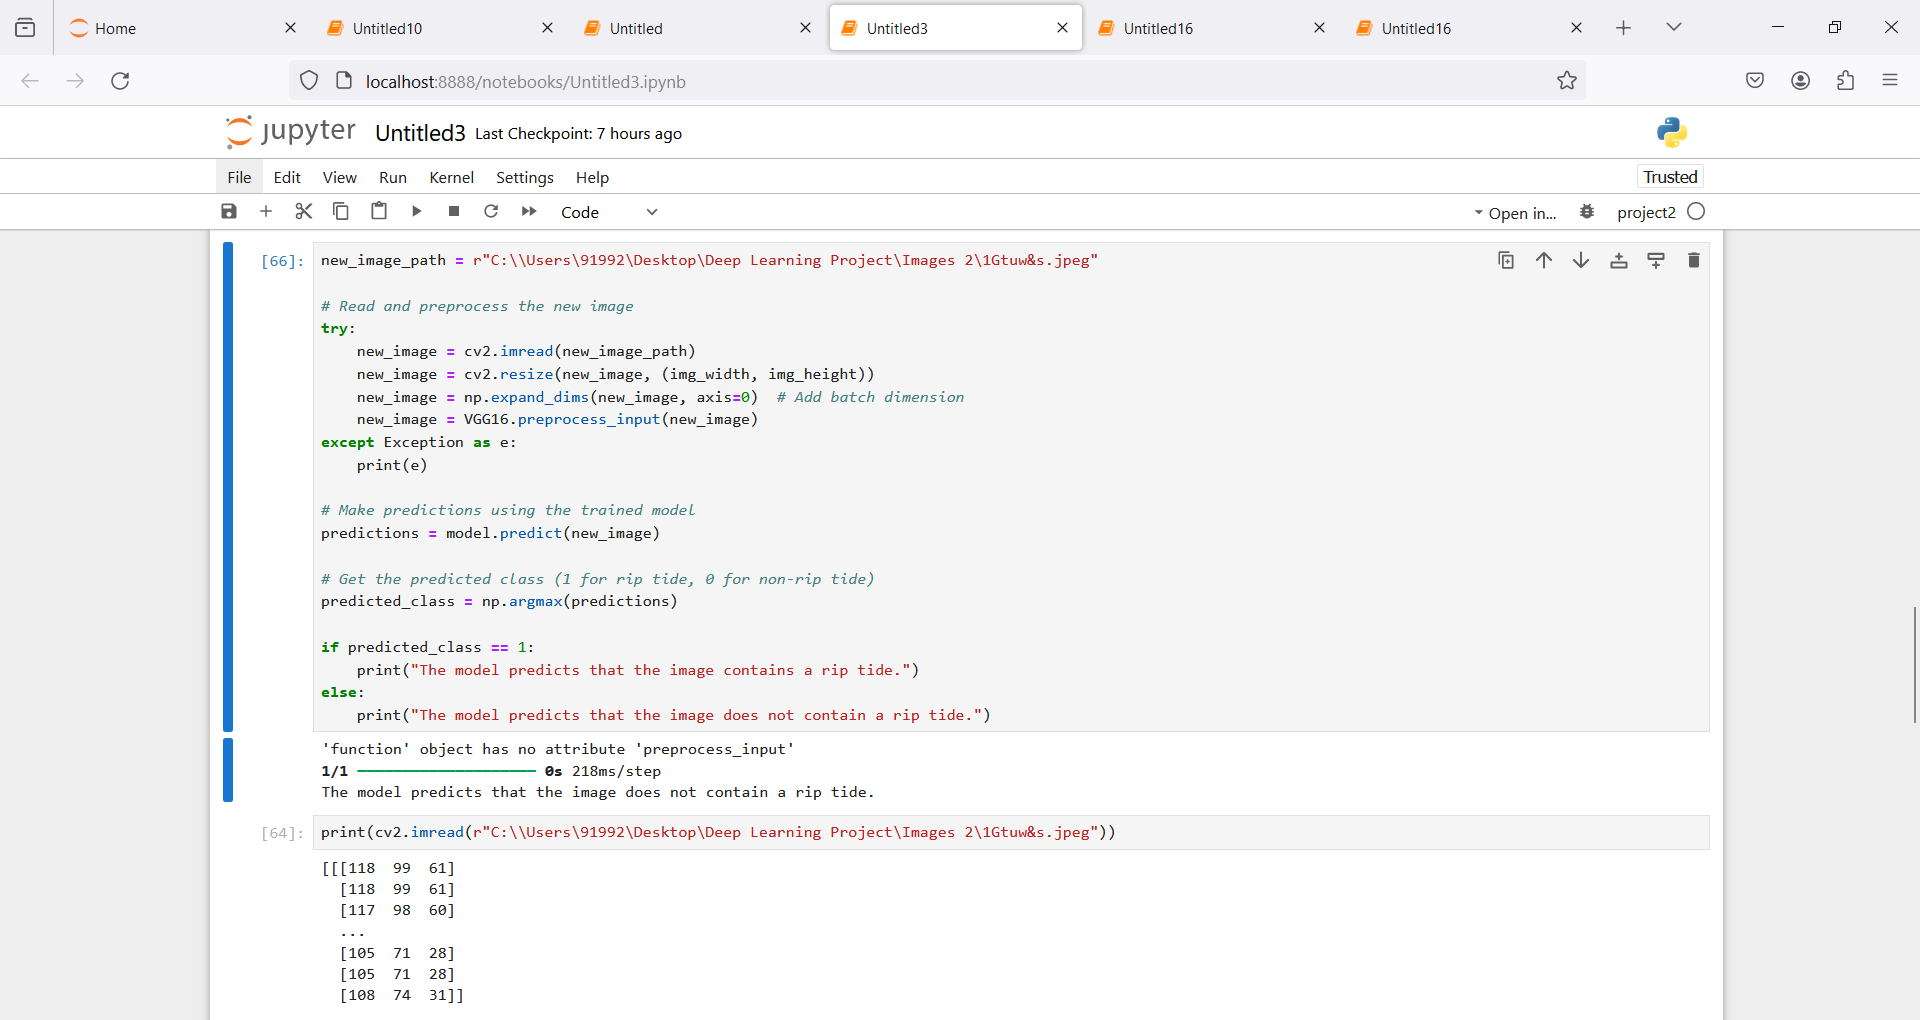 Home
Untitled10
Untitled
Untitled3
Untitled16
Untitled16
localhost:8888/notebooks/Untitled3.ipynb
jupyter Untitled3 Last Checkpoint: 7 hours ago
File Edit View Run Kernel Settings Help Trusted
Code Open in... project2
[66]: new_image_path = r"C:\\Users\91992\Desktop\Deep Learning Project\Images 2\1Gtuw&s.jpeg"
# Read and preprocess the new image
try:
    new_image = cv2.imread(new_image_path)
    new_image = cv2.resize(new_image, (img_width, img_height))
    new_image = np.expand_dims(new_image, axis=0)  # Add batch dimension
    new_image = VGG16.preprocess_input(new_image)
except Exception as e:
    print(e)
# Make predictions using the trained model
predictions = model.predict(new_image)
# Get the predicted class (1 for rip tide, 0 for non-rip tide)
predicted_class = np.argmax(predictions)
if predicted_class == 1:
    print("The model predicts that the image contains a rip tide.")
else:
    print("The model predicts that the image does not contain a rip tide.")
'function' object has no attribute 'preprocess_input'
1/1 ━━━━━━━━━━━━━━━━━━━━ 0s 218ms/step
The model predicts that the image does not contain a rip tide.
[64]: print(cv2.imread(r"C:\\Users\91992\Desktop\Deep Learning Project\Images 2\1Gtuw&s.jpeg"))
[[[118  99  61]
  [118  99  61]
  [117  98  60]
  ...
  [105  71  28]
  [105  71  28]
  [108  74  31]]